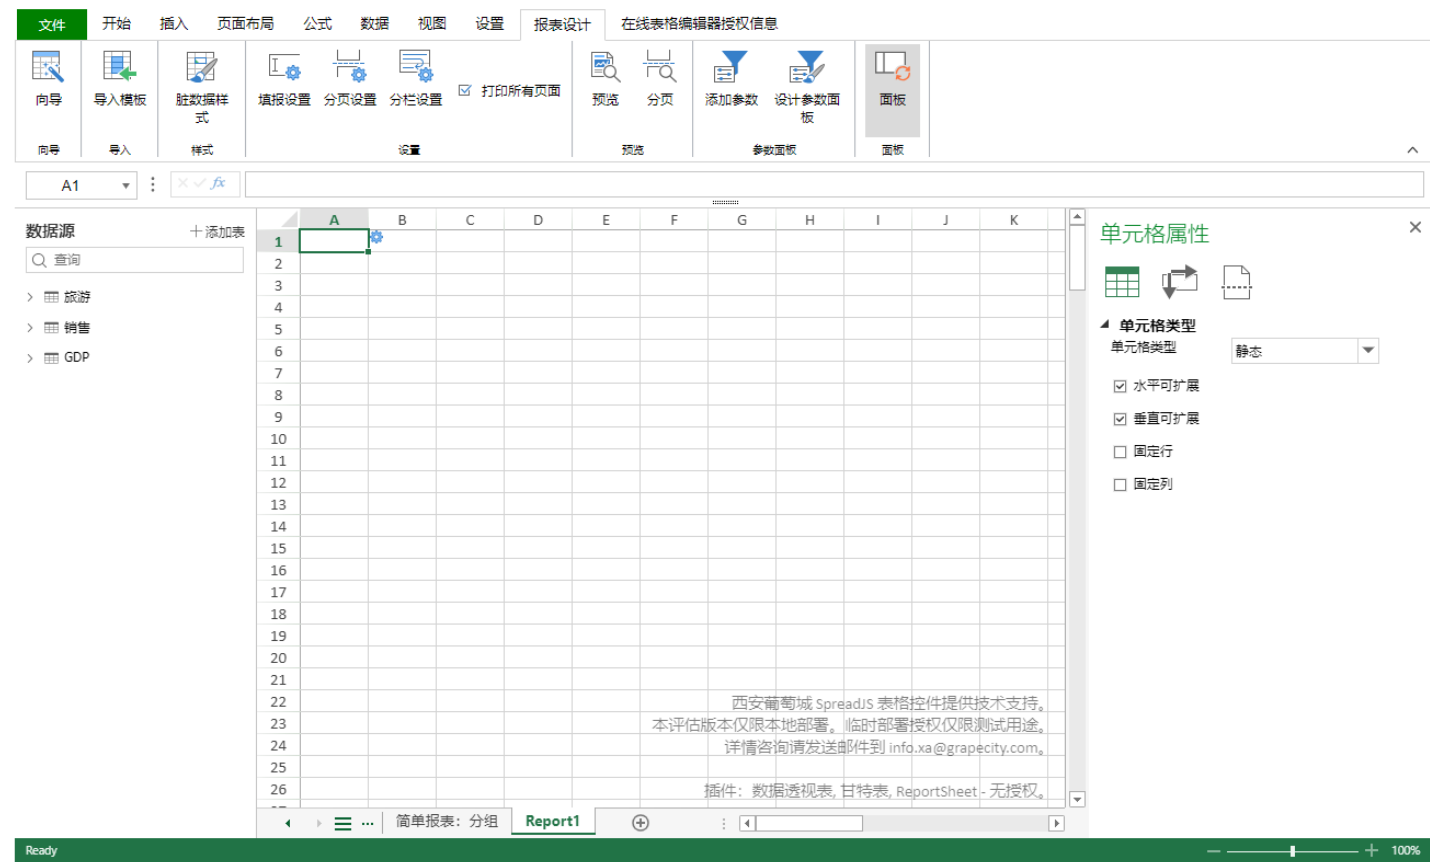 文件 开始 插入 页面布局 公式 数据 视图 设置 报表设计 在线表格编辑器授权信息
向导 导入模板 脏数据样式 填报设置 分页设置 分栏设置 打印所有页面 预览 分页 添加参数 设计参数面板 面板
向导 导入 样式 设置 预览 参数面板 面板
A1 fx
数据源 添加表
查询
旅游
销售
GDP
A B C D E F G H I J K
1
2
3
4
5
6
7
8
9
10
11
12
13
14
15
16
17
18
19
20
21
22
23
24
25
26
西安葡萄城 SpreadJS 表格控件提供技术支持。
本评估版本仅限本地部署。临时部署授权仅限测试用途。
详情咨询请发送邮件到 info.xa@grapecity.com。
插件：数据透视表, 甘特表, ReportSheet - 无授权。
单元格属性
单元格类型
单元格类型 静态
水平可扩展
垂直可扩展
固定行
固定列
... 简单报表：分组 Report1
Ready 100%